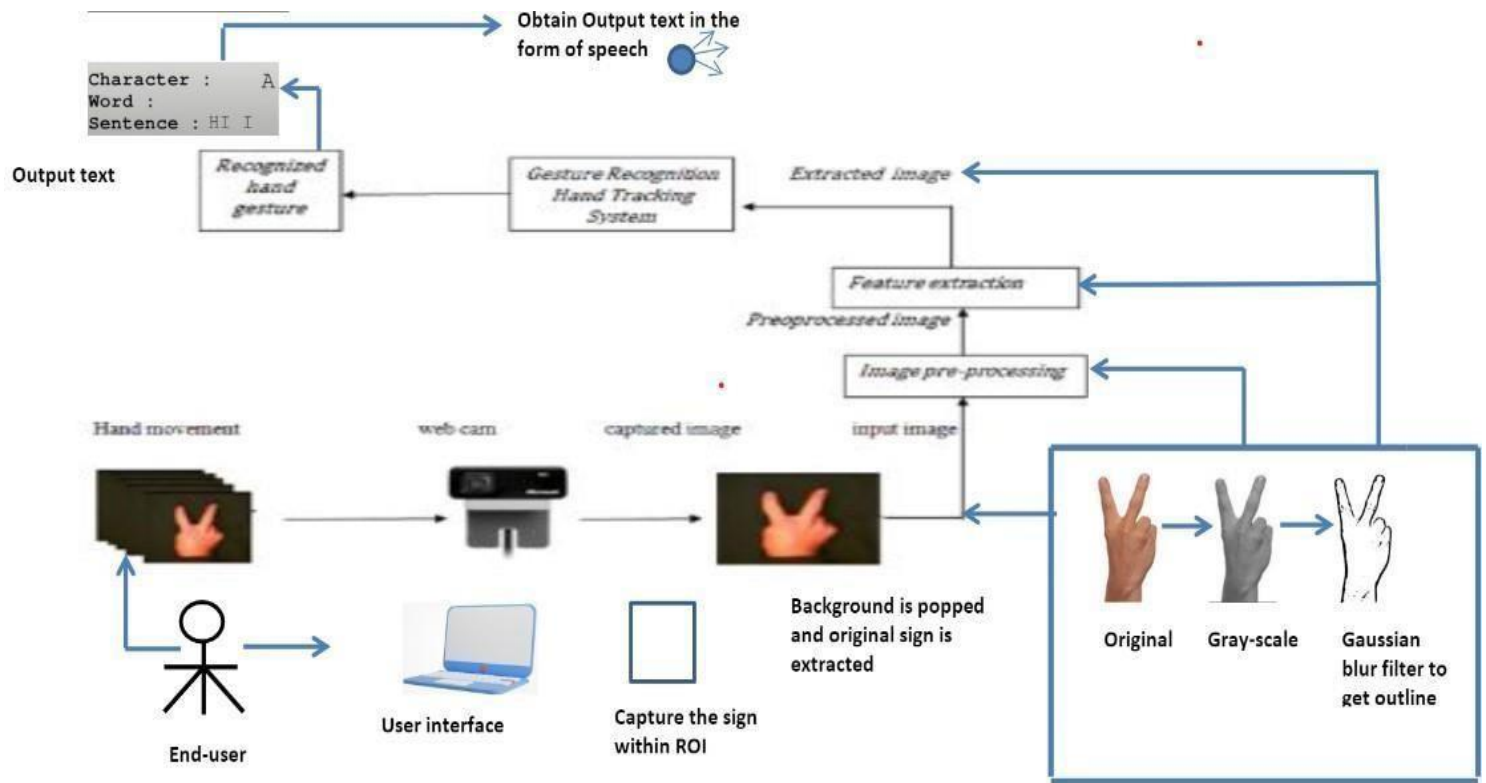 Obtain Output text in the
form of speech
Character : A
Word :
Sentence : HI I
Output text
Recognized
hand
gesture
Gesture Recognition
Hand Tracking
System
Extracted image
Feature extraction
Preoprocessed image
Image pre-processing
Hand movement
web cam
captured image
input image
Background is popped
and original sign is
extracted
Original
Gray-scale
Gaussian
blur filter to
get outline
User interface
Capture the sign
within ROI
End-user